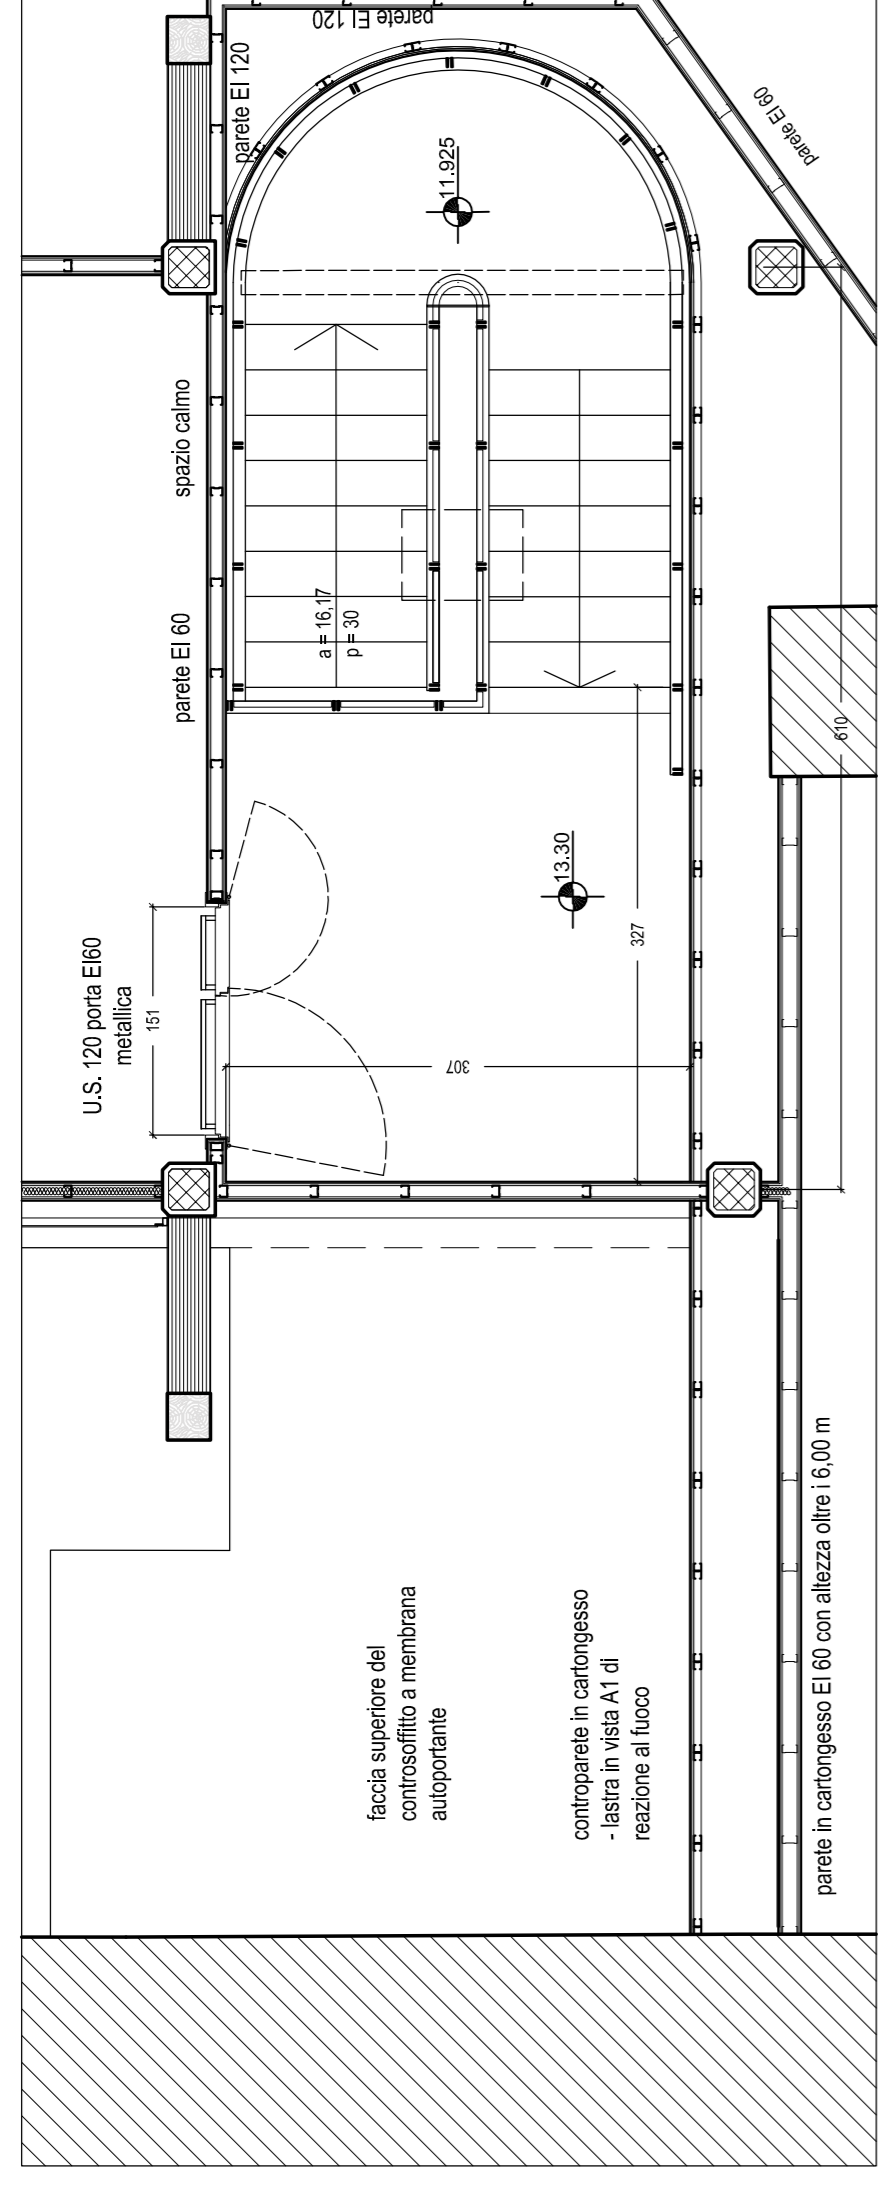 parete EI 120
parete EI 120
parete EI 60
11.925
spazio calmo
parete EI 60
a = 16,17
p = 30
610
13.30
327
U.S. 120 porta EI60
metallica
151
307
faccia superiore del
controsoffitto a membrana
autoportante
controparete in cartongesso
- lastra in vista A1 di
reazione al fuoco
parete in cartongesso EI 60 con altezza oltre i 6,00 m